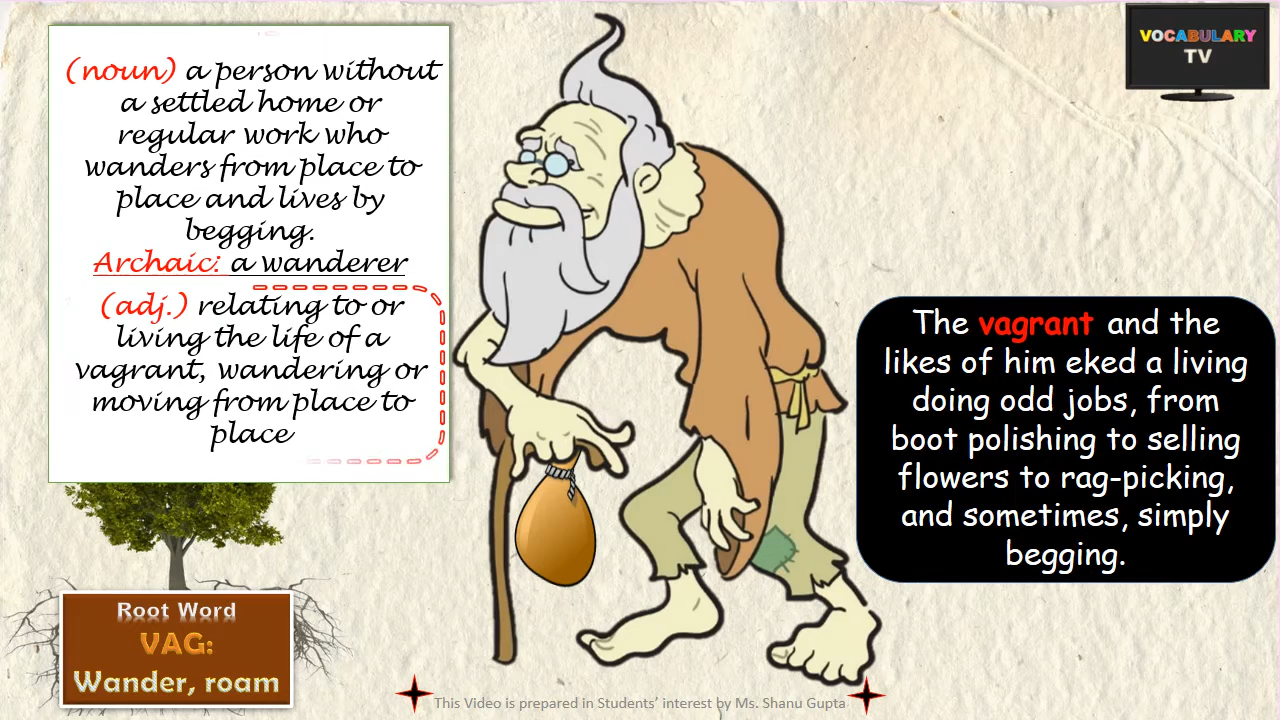 (noun) a person without
a settled home or
regular work who
wanders from place to
place and lives by
begging.
Archaic: a wanderer
(adj.) relating to or
living the life of a
vagrant, wandering or
moving from place to
place
VOCABULARY
TV
The vagrant and the
likes of him eked a living
doing odd jobs, from
boot polishing to selling
flowers to rag-picking,
and sometimes, simply
begging.
Root Word
VAG:
Wander, roam
This Video is prepared in Students’ interest by Ms. Shanu Gupta